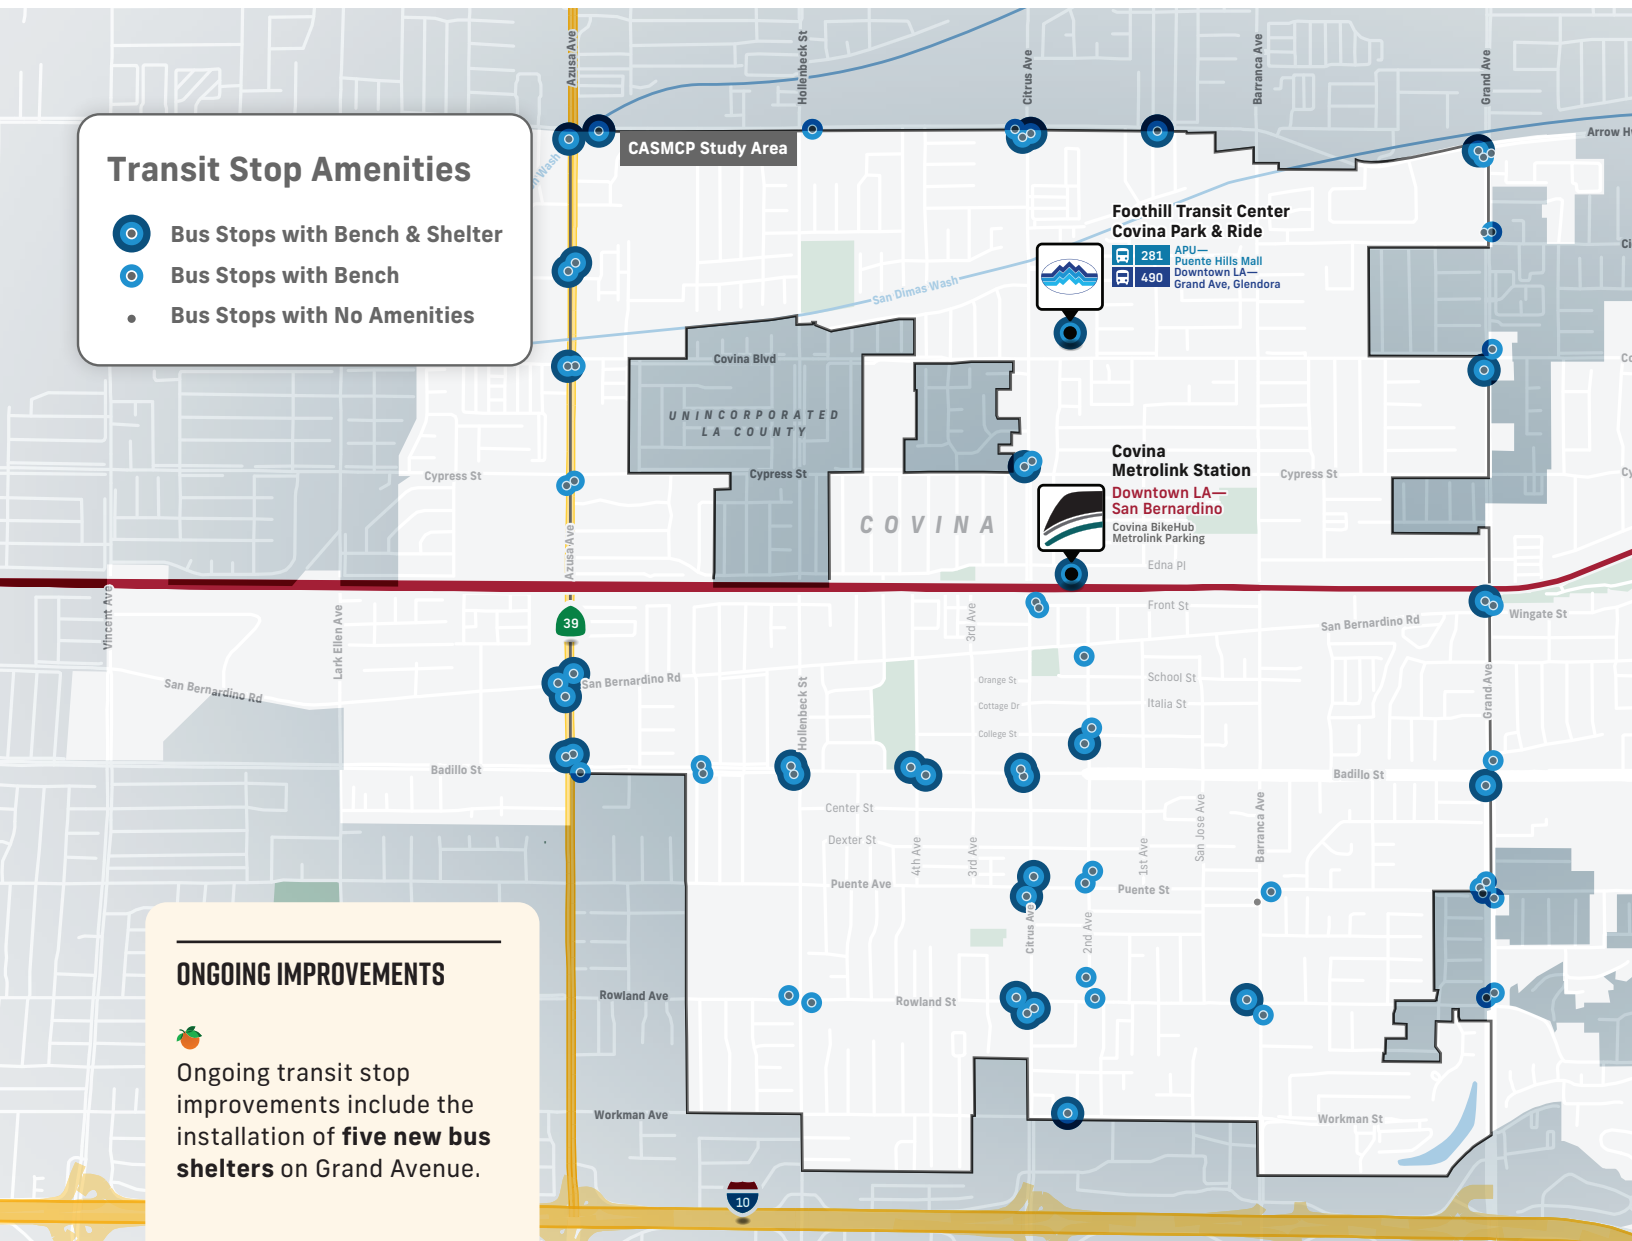 Azusa Ave
Hollenbeck St
Citrus Ave
Barranca Ave
Grand Ave
Arrow H
CASMCP Study Area
Transit Stop Amenities
Bus Stops with Bench & Shelter
Bus Stops with Bench
Bus Stops with No Amenities
Wash
Foothill Transit Center
Covina Park & Ride
281
APU—
Puente Hills Mall
490
Downtown LA—
Grand Ave, Glendora
San Dimas Wash
Covina Blvd
UNINCORPORATED
LA COUNTY
Cypress St
Cypress St
Cypress St
COVINA
Covina
Metrolink Station
Downtown LA—
San Bernardino
Covina BikeHub
Metrolink Parking
Azusa Ave
Edna Pl
Vincent Ave
Lark Ellen Ave
39
3rd Ave
Front St
San Bernardino Rd
Wingate St
San Bernardino Rd
San Bernardino Rd
Hollenbeck St
Orange St
School St
Cottage Dr
Italia St
College St
Grand Ave
Badillo St
Badillo St
Center St
Dexter St
4th Ave
3rd Ave
1st Ave
San Jose Ave
Barranca Ave
Puente Ave
Puente St
Citrus Ave
2nd Ave
Rowland Ave
Rowland St
Workman Ave
Workman St
10
ONGOING IMPROVEMENTS
Ongoing transit stop
improvements include the
installation of five new bus
shelters on Grand Avenue.